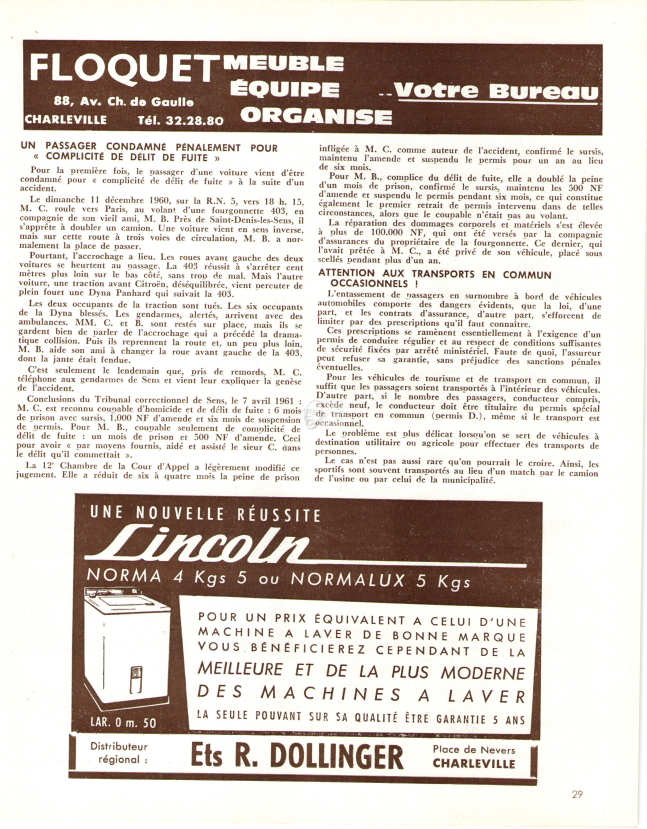 FLOQUET
88, Av. Ch. de Gaulle
CHARLEVILLE Tél. 32.28.80
MEUBLE
ÉQUIPE
ORGANISE
..Votre Bureau
UN PASSAGER CONDAMNÉ PÉNALEMENT POUR
« COMPLICITÉ DE DÉLIT DE FUITE »
Pour la première fois, le passager d'une voiture vient d'être
condamné pour « complicité de délit de fuite » à la suite d'un
accident.
Le dimanche 11 décembre 1960, sur la R.N. 5, vers 18 h. 15,
M. C. roule vers Paris, au volant d'une fourgonnette 403, en
compagnie de son vieil ami, M. B. Près de Saint-Denis-les-Sens, il
s'apprête à doubler un camion. Une voiture vient en sens inverse,
mais sur cette route à trois voies de circulation, M. B. a nor-
malement la place de passer.
Pourtant, l'accrochage a lieu. Les roues avant gauche des deux
voitures se heurtent au passage. La 403 réussit à s'arrêter cent
mètres plus loin sur le bas côté, sans trop de mal. Mais l'autre
voiture, une traction avant Citroën, déséquilibrée, vient percuter de
plein fouet une Dyna Panhard qui suivait la 403.
Les deux occupants de la traction sont tués. Les six occupants
de la Dyna blessés. Les gendarmes, alertés, arrivent avec des
ambulances. MM. C. et B. sont restés sur place, mais ils se
gardent bien de parler de l'accrochage qui a précédé la drama-
tique collision. Puis ils reprennent la route et, un peu plus loin,
M. B. aide son ami à changer la roue avant gauche de la 403,
dont la jante était fendue.
C'est seulement le lendemain que, pris de remords, M. C.
téléphone aux gendarmes de Sens et vient leur expliquer la genèse
de l'accident.
Conclusions du Tribunal correctionnel de Sens, le 7 avril 1961 :
M. C. est reconnu coupable d'homicide et de délit de fuite : 6 mois
de prison avec sursis, 1.000 NF d'amende et six mois de suspension
de permis. Pour M. B., coupable seulement de complicité de
délit de fuite : un mois de prison et 500 NF d'amende. Ceci
pour avoir « par moyens fournis, aidé et assisté le sieur C. dans
le délit qu'il commettait ».
La 12e Chambre de la Cour d'Appel a légèrement modifié ce
jugement. Elle a réduit de six à quatre mois la peine de prison
infligée à M. C. comme auteur de l'accident, confirmé le sursis,
maintenu l'amende et suspendu le permis pour un an au lieu
de six mois.
Pour M. B., complice du délit de fuite, elle a doublé la peine
d'un mois de prison, confirmé le sursis, maintenu les 500 NF
d'amende et suspendu le permis pendant six mois, ce qui constitue
également le premier retrait de permis intervenu dans de telles
circonstances, alors que le coupable n'était pas au volant.
La réparation des dommages corporels et matériels s'est élevée
à plus de 100.000 NF, qui ont été versés par la compagnie
d'assurances du propriétaire de la fourgonnette. Ce dernier, qui
l'avait prêtée à M. C., a été privé de son véhicule, placé sous
scellés pendant plus d'un an.
ATTENTION AUX TRANSPORTS EN COMMUN
OCCASIONNELS !
L'entassement de passagers en surnombre à bord de véhicules
automobiles comporte des dangers évidents, que la loi, d'une
part, et les contrats d'assurance, d'autre part, s'efforcent de
limiter par des prescriptions qu'il faut connaître.
Ces prescriptions se ramènent essentiellement à l'exigence d'un
permis de conduire régulier et au respect de conditions suffisantes
de sécurité fixées par arrêté ministériel. Faute de quoi, l'assureur
peut refuser sa garantie, sans préjudice des sanctions pénales
éventuelles.
Pour les véhicules de tourisme et de transport en commun, il
suffit que les passagers soient transportés à l'intérieur des véhicules.
D'autre part, si le nombre des passagers, conducteur compris,
excède neuf, le conducteur doit être titulaire du permis spécial
de transport en commun (permis D.), même si le transport est
occasionnel.
Le problème est plus délicat lorsqu'on se sert de véhicules à
destination utilitaire ou agricole pour effectuer des transports de
personnes.
Le cas n'est pas aussi rare qu'on pourrait le croire. Ainsi, les
sportifs sont souvent transportés au lieu d'un match par le camion
de l'usine ou par celui de la municipalité.
UNE NOUVELLE RÉUSSITE
Lincoln
NORMA 4 Kgs 5 ou NORMALUX 5 Kgs
POUR UN PRIX ÉQUIVALENT A CELUI D'UNE
MACHINE A LAVER DE BONNE MARQUE
VOUS BÉNÉFICIEREZ CEPENDANT DE LA
MEILLEURE ET DE LA PLUS MODERNE
DES MACHINES A LAVER
LA SEULE POUVANT SUR SA QUALITÉ ÊTRE GARANTIE 5 ANS
LAR. 0 m. 50
Distributeur
régional :
Ets R. DOLLINGER
Place de Nevers
CHARLEVILLE
29